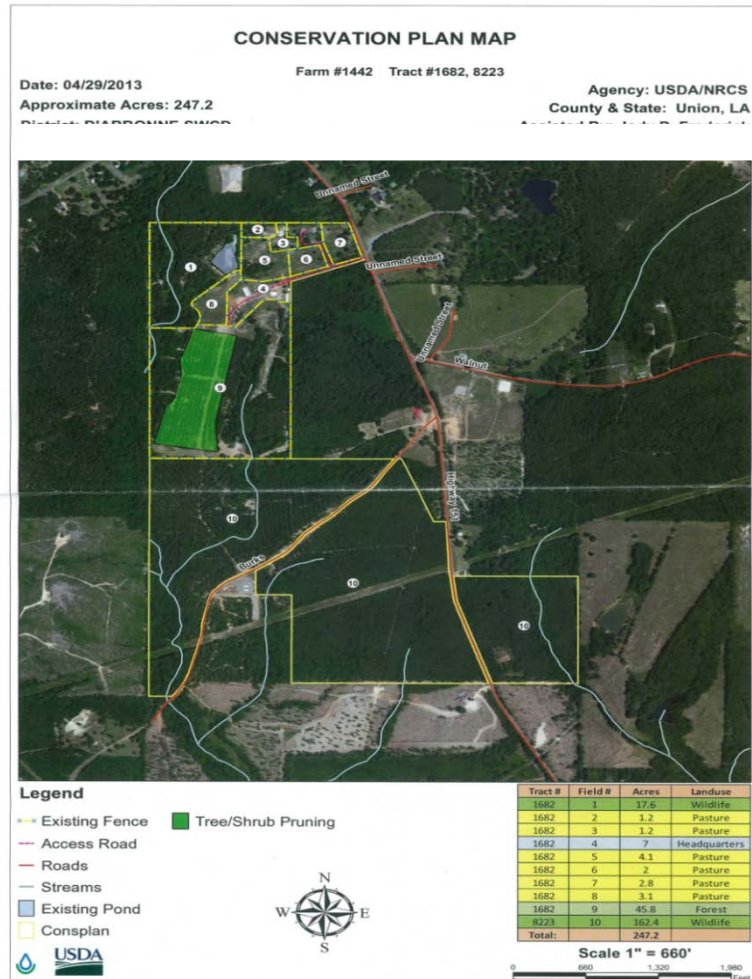 CONSERVATION PLAN MAP
Farm #1442 Tract #1682, 8223
Date: 04/29/2013
Agency: USDA/NRCS
Approximate Acres: 247.2
County & State: Union, LA
Unnamed Street
2
3
7
1
5
6
Unnamed Street
4
8
Unnamed Street
Walnut
9
Highway 151
10
Burks
10
10
Legend
Existing Fence
Tree/Shrub Pruning
Access Road
Roads
Streams
Existing Pond
Consplan
N
W E
S
USDA
Tract # Field # Acres Landuse
1682 1 17.6 Wildlife
1682 2 1.2 Pasture
1682 3 1.2 Pasture
1682 4 7 Headquarters
1682 5 4.1 Pasture
1682 6 2 Pasture
1682 7 2.8 Pasture
1682 8 3.1 Pasture
1682 9 45.8 Forest
8223 10 162.4 Wildlife
Total: 247.2
Scale 1" = 660'
0 660 1,320 1,980